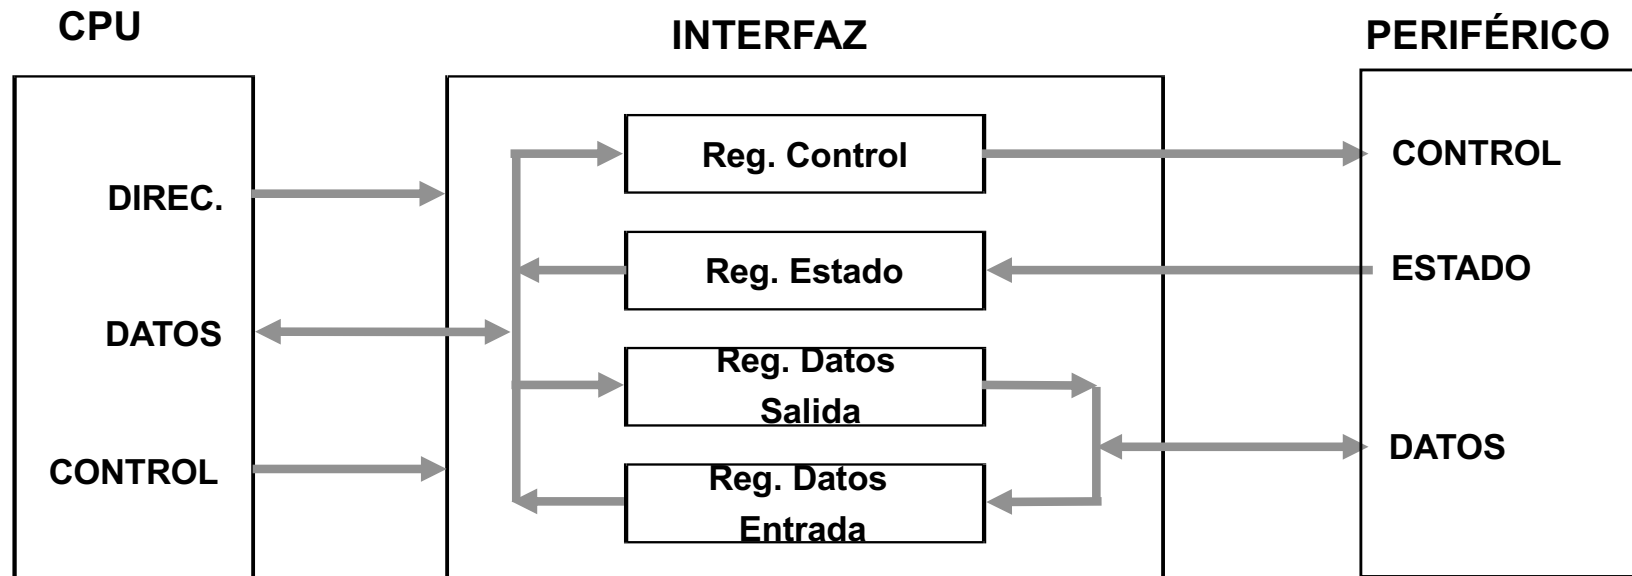 CPU
INTERFAZ
PERIFÉRICO
DIREC.
DATOS
CONTROL
Reg. Control
Reg. Estado
Reg. Datos
Salida
Reg. Datos
Entrada
CONTROL
ESTADO
DATOS